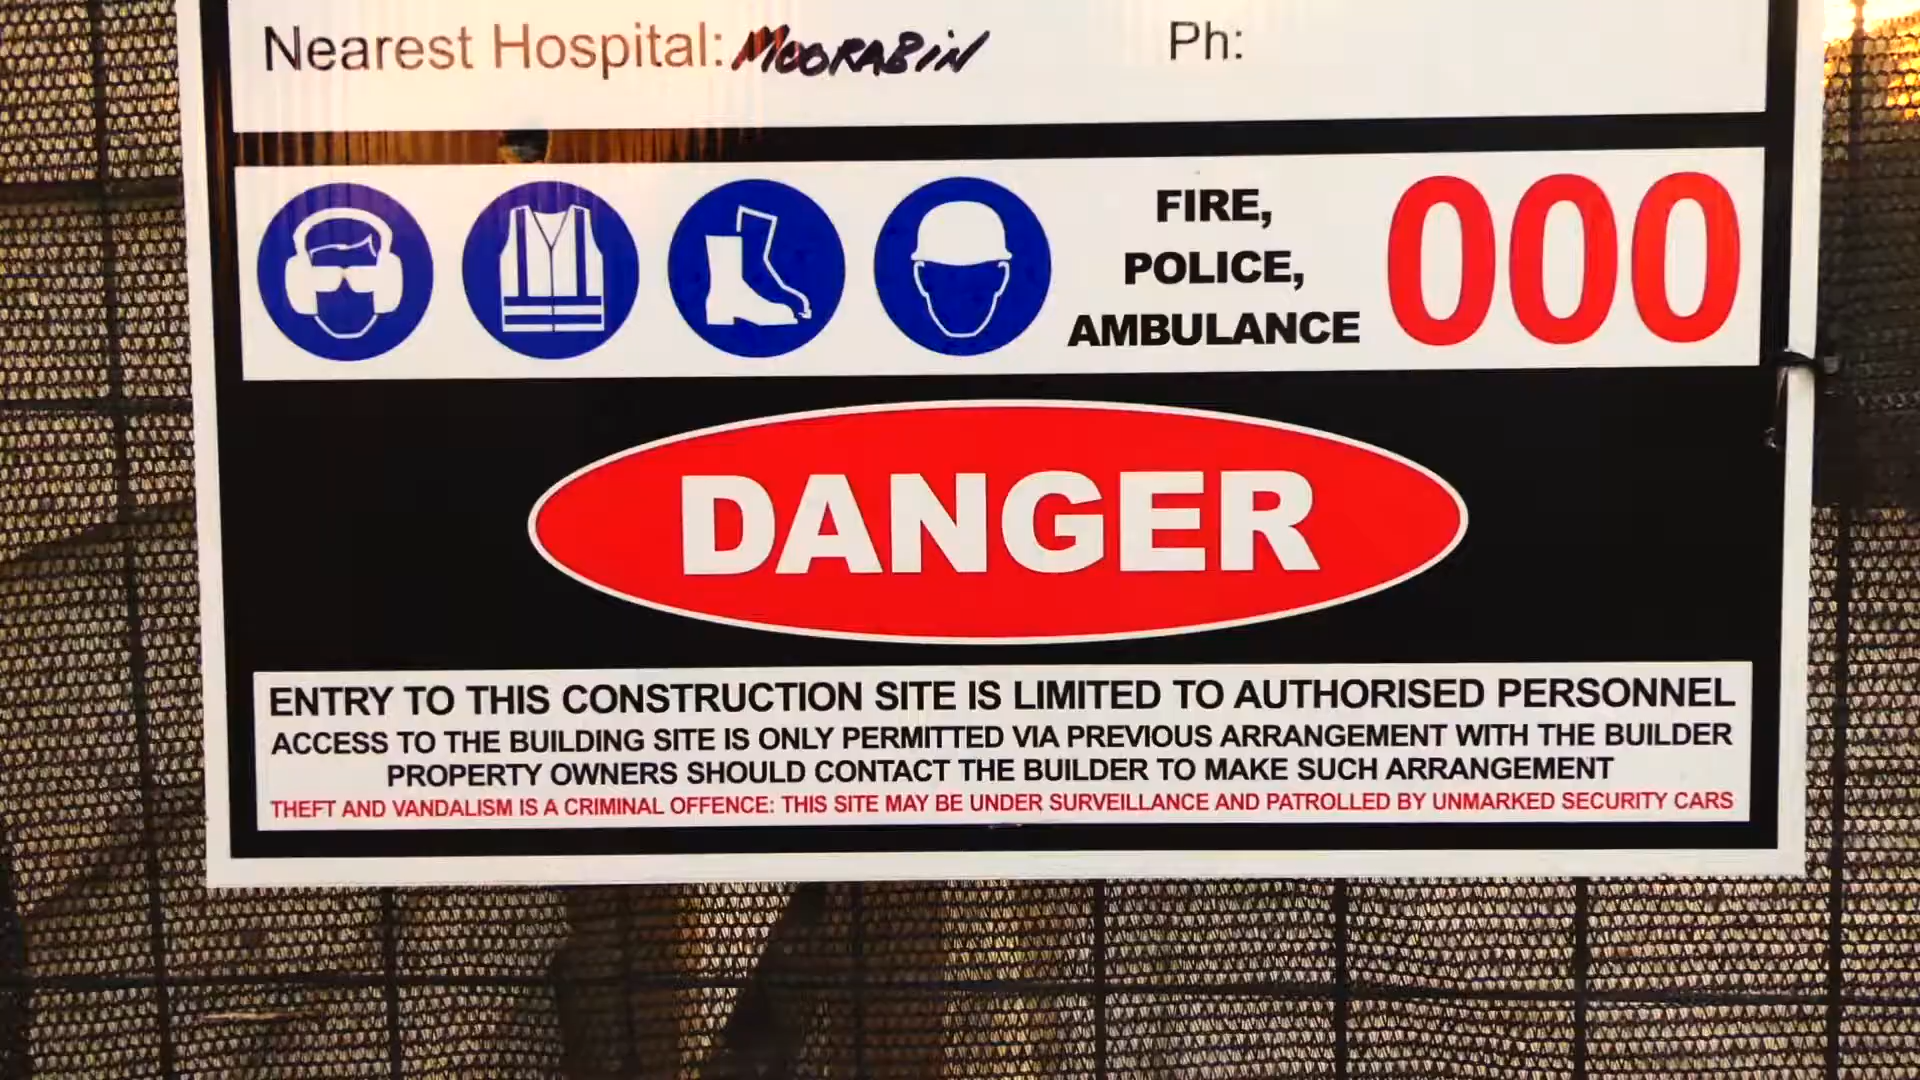 Nearest Hospital: MOORABIN Ph:
FIRE,
POLICE,
AMBULANCE
000
DANGER
ENTRY TO THIS CONSTRUCTION SITE IS LIMITED TO AUTHORISED PERSONNEL
ACCESS TO THE BUILDING SITE IS ONLY PERMITTED VIA PREVIOUS ARRANGEMENT WITH THE BUILDER
PROPERTY OWNERS SHOULD CONTACT THE BUILDER TO MAKE SUCH ARRANGEMENT
THEFT AND VANDALISM IS A CRIMINAL OFFENCE: THIS SITE MAY BE UNDER SURVEILLANCE AND PATROLLED BY UNMARKED SECURITY CARS